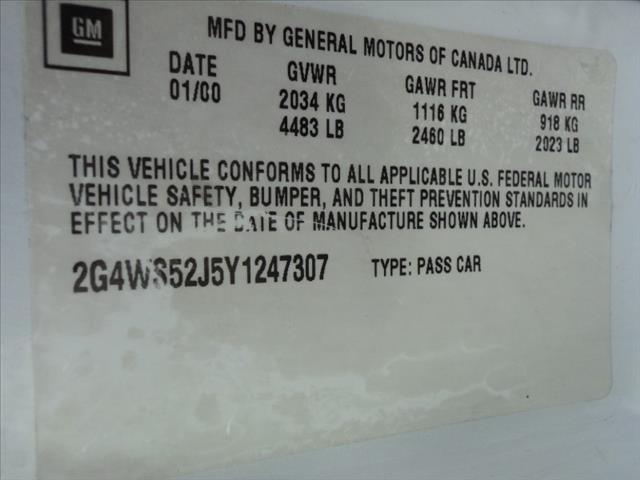 GM
MFD BY GENERAL MOTORS OF CANADA LTD.
DATE GVWR GAWR FRT GAWR RR
01/00 2034 KG 1116 KG 918 KG
4483 LB 2460 LB 2023 LB
THIS VEHICLE CONFORMS TO ALL APPLICABLE U.S. FEDERAL MOTOR
VEHICLE SAFETY, BUMPER, AND THEFT PREVENTION STANDARDS IN
EFFECT ON THE DATE OF MANUFACTURE SHOWN ABOVE.
2G4WS52J5Y1247307 TYPE: PASS CAR